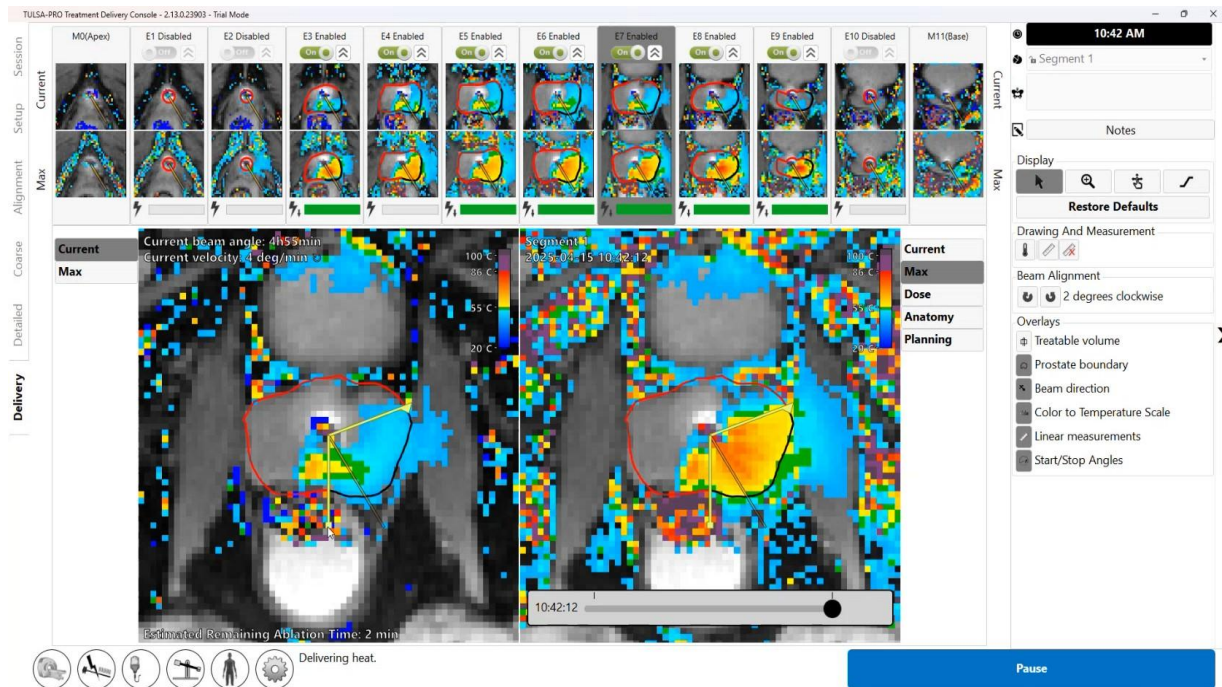 TULSA-PRO Treatment Delivery Console - 2.13.0.23903 - Trial Mode
Session
Setup
Alignment
Coarse
Detailed
Delivery
Current
Max
M0(Apex)
E1 Disabled
Off
E2 Disabled
Off
E3 Enabled
On
E4 Enabled
On
E5 Enabled
On
E6 Enabled
On
E7 Enabled
On
E8 Enabled
On
E9 Enabled
On
E10 Disabled
Off
M11(Base)
Current
Max
Current
Max
Current beam angle: 4h55min
Current velocity: 4 deg/min
100 C
86 C
55 C
20 C
Estimated Remaining Ablation Time: 2 min
Segment 1
2025-04-15 10:42:12
100 C
86 C
55 C
20 C
10:42:12
Current
Max
Dose
Anatomy
Planning
10:42 AM
Segment 1
Notes
Display
Restore Defaults
Drawing And Measurement
Beam Alignment
2 degrees clockwise
Overlays
Treatable volume
Prostate boundary
Beam direction
Color to Temperature Scale
Linear measurements
Start/Stop Angles
Delivering heat.
Pause